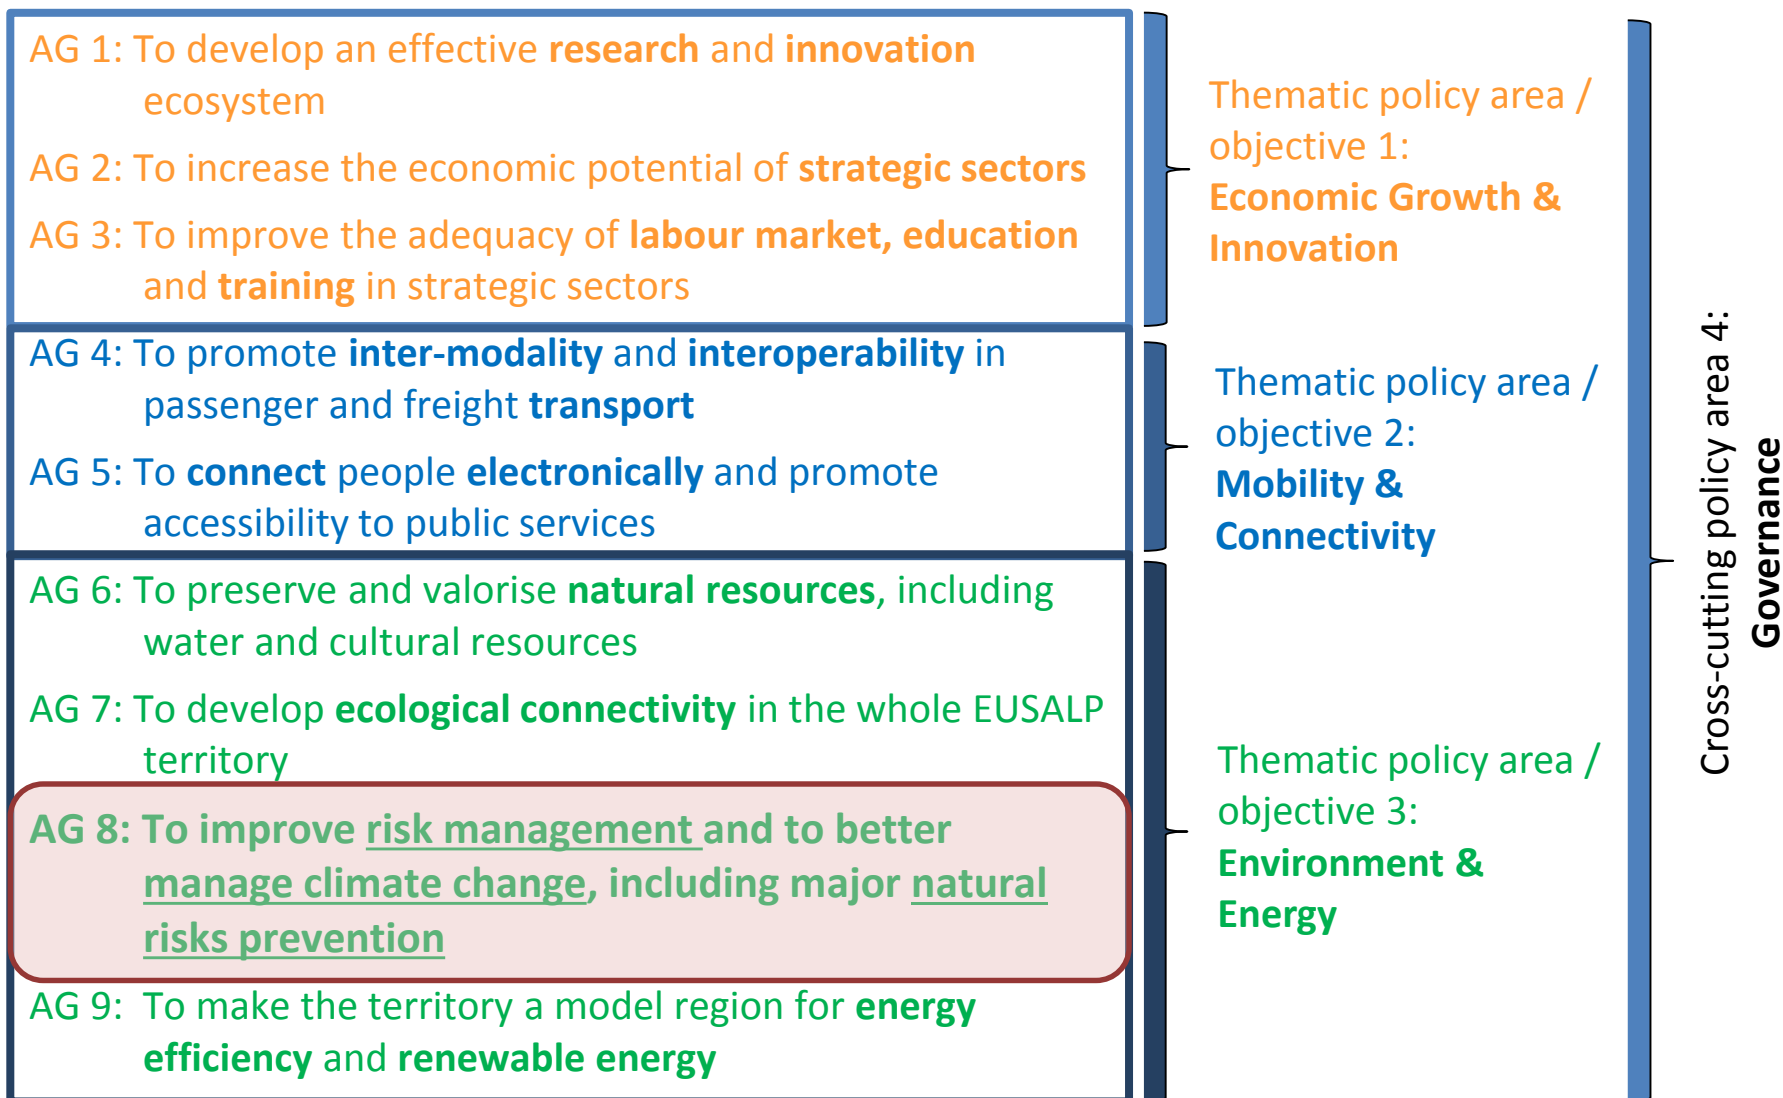 AG 1: To develop an effective research and innovation
ecosystem
AG 2: To increase the economic potential of strategic sectors
AG 3: To improve the adequacy of labour market, education
and training in strategic sectors
Thematic policy area /
objective 1:
Economic Growth &
Innovation
AG 4: To promote inter-modality and interoperability in
passenger and freight transport
AG 5: To connect people electronically and promote
accessibility to public services
Thematic policy area /
objective 2:
Mobility &
Connectivity
AG 6: To preserve and valorise natural resources, including
water and cultural resources
AG 7: To develop ecological connectivity in the whole EUSALP
territory
AG 8: To improve risk management and to better
manage climate change, including major natural
risks prevention
AG 9: To make the territory a model region for energy
efficiency and renewable energy
Thematic policy area /
objective 3:
Environment &
Energy
Cross-cutting policy area 4:
Governance